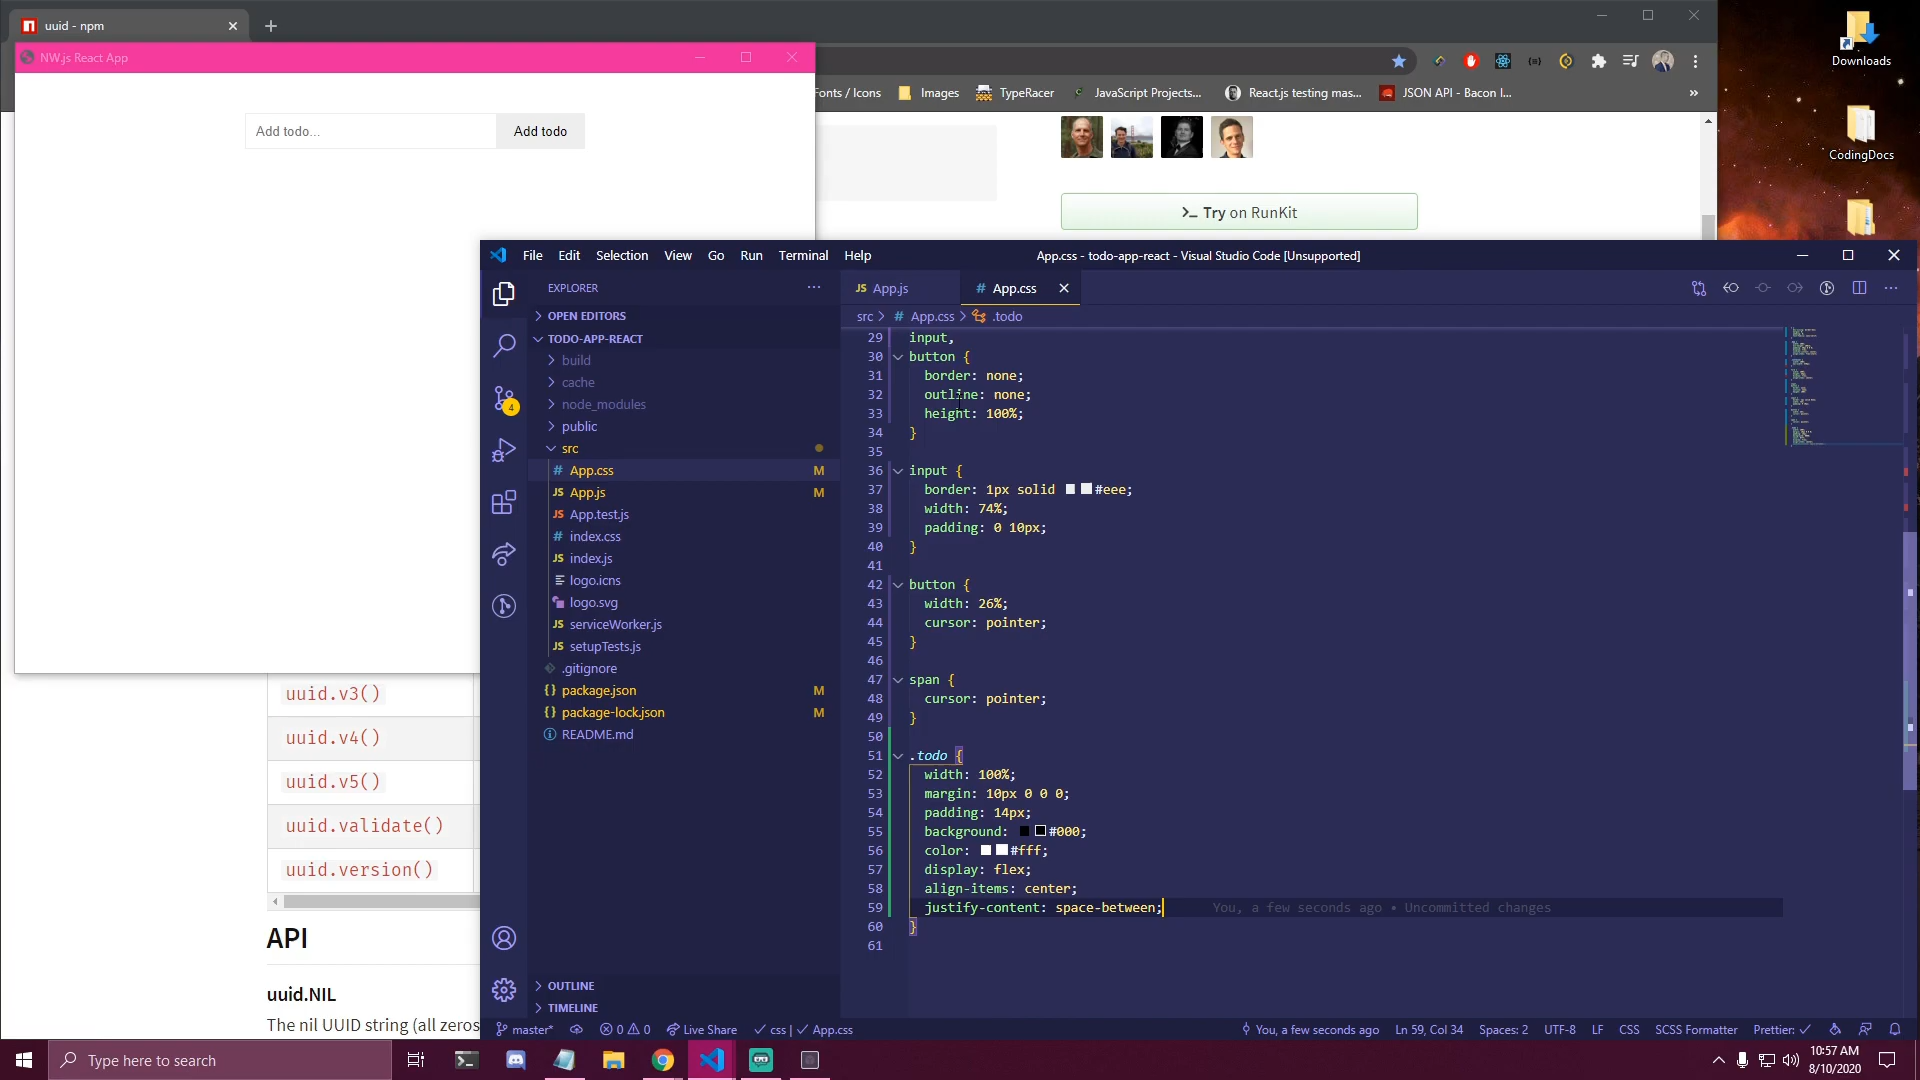 uuid - npm
NW.js React App
Downloads
Fonts / Icons
Images
TypeRacer
JavaScript Projects...
React.js testing mas...
JSON API - Bacon I...
»
Add todo...
Add todo
CodingDocs
>_ Try on RunKit
File Edit Selection View Go Run Terminal Help
App.css - todo-app-react - Visual Studio Code [Unsupported]
EXPLORER
JS App.js
# App.css
OPEN EDITORS
src > # App.css > .todo
TODO-APP-REACT
build
cache
node_modules
public
src
# App.css M
JS App.js M
JS App.test.js
# index.css
JS index.js
logo.icns
logo.svg
JS serviceWorker.js
JS setupTests.js
.gitignore
{} package.json M
{} package-lock.json M
README.md
OUTLINE
TIMELINE
4
29 input,
30 button {
31 border: none;
32 outline: none;
33 height: 100%;
34 }
35
36 input {
37 border: 1px solid #eee;
38 width: 74%;
39 padding: 0 10px;
40 }
41
42 button {
43 width: 26%;
44 cursor: pointer;
45 }
46
47 span {
48 cursor: pointer;
49 }
50
51 .todo {
52 width: 100%;
53 margin: 10px 0 0 0;
54 padding: 14px;
55 background: #000;
56 color: #fff;
57 display: flex;
58 align-items: center;
59 justify-content: space-between; You, a few seconds ago • Uncommitted changes
60 }
61
uuid.v3()
uuid.v4()
uuid.v5()
uuid.validate()
uuid.version()
API
uuid.NIL
The nil UUID string (all zeros
master* 0 0 Live Share ✓ css | ✓ App.css
You, a few seconds ago Ln 59, Col 34 Spaces: 2 UTF-8 LF CSS SCSS Formatter Prettier: ✓
Type here to search
10:57 AM
8/10/2020